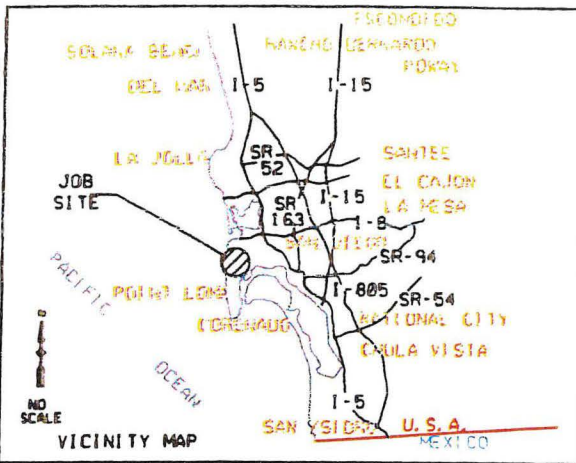 ESCONDIDO
SOLANA BEACH
RANCHO BERNARDO
POWAY
DEL MAR
I-5
I-15
LA JOLLA
SR 52
SANTEE
JOB SITE
EL CAJON
I-15
LA MESA
SR 163
I-8
SAN DIEGO
SR-94
PACIFIC
POINT LOMA
I-805
SR-54
CORONADO
NATIONAL CITY
CHULA VISTA
OCEAN
NO SCALE
I-5
SAN YSIDRO
U.S.A.
VICINITY MAP
MEXICO